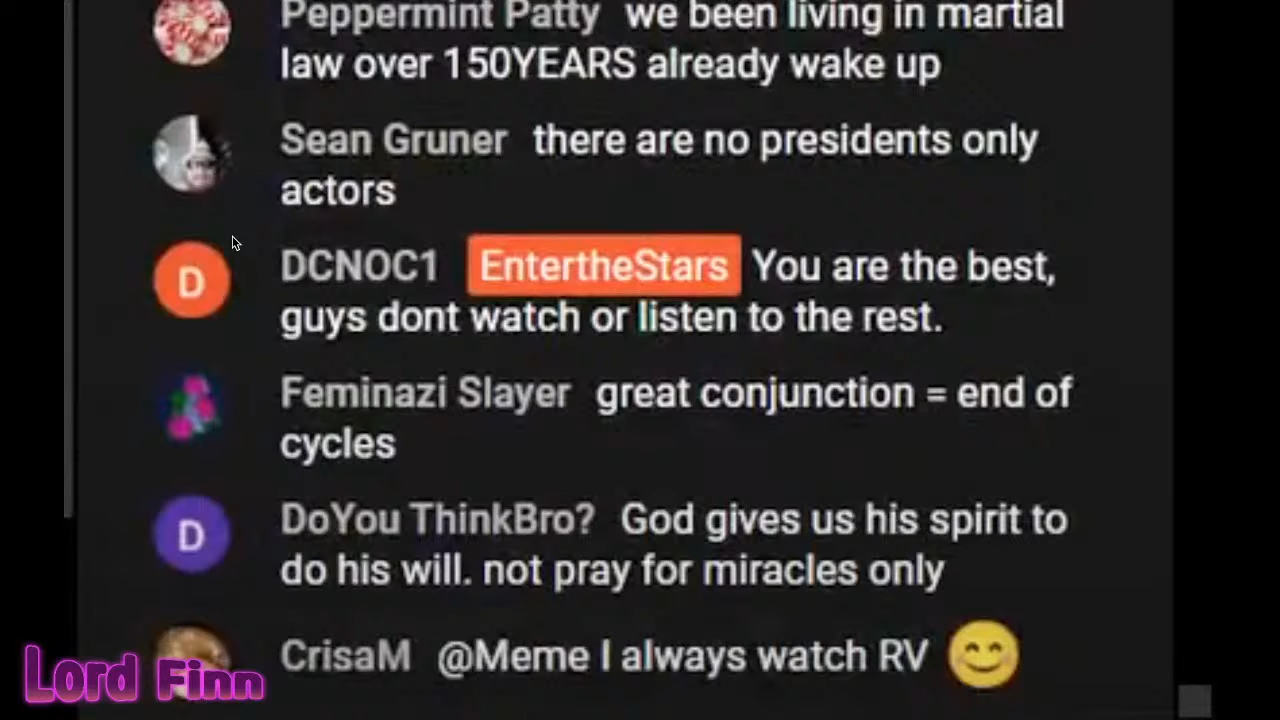 Peppermint Patty we been living in martial
law over 150YEARS already wake up
Sean Gruner there are no presidents only
actors
D DCNOC1 EntertheStars You are the best,
guys dont watch or listen to the rest.
Feminazi Slayer great conjunction = end of
cycles
D DoYou ThinkBro? God gives us his spirit to
do his will. not pray for miracles only
CrisaM @Meme I always watch RV 😊
Lord Finn